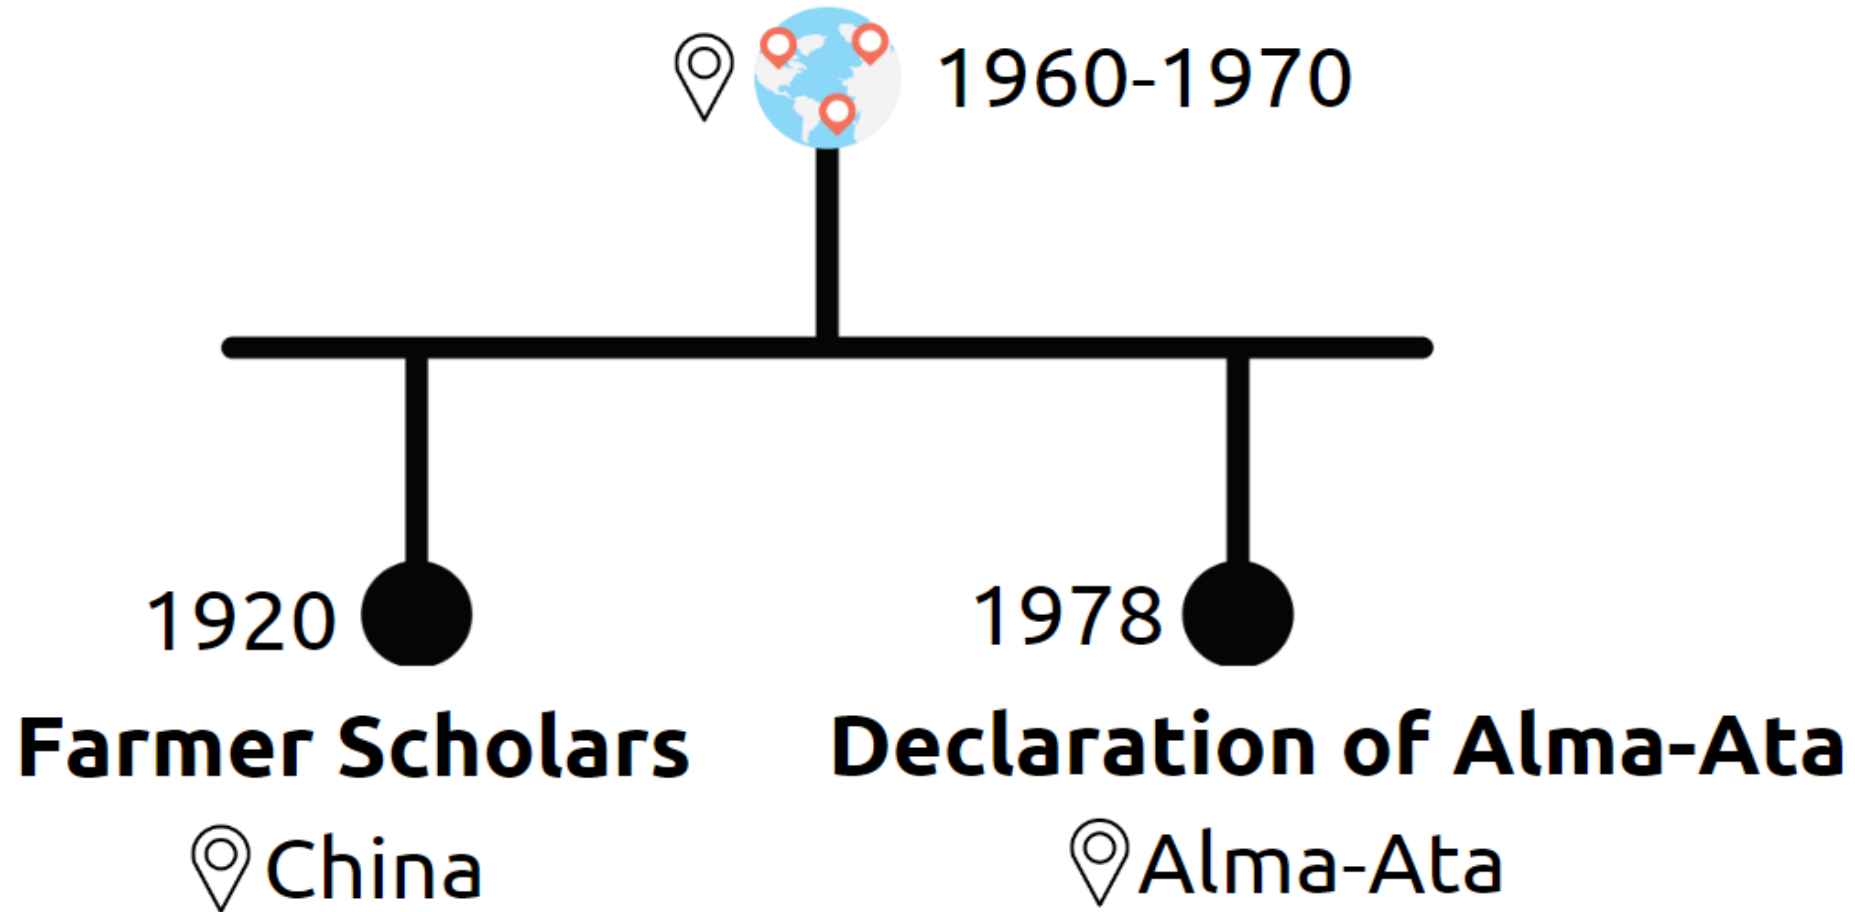 1960-1970
1920
1978
Farmer Scholars
Declaration of Alma-Ata
China
Alma-Ata